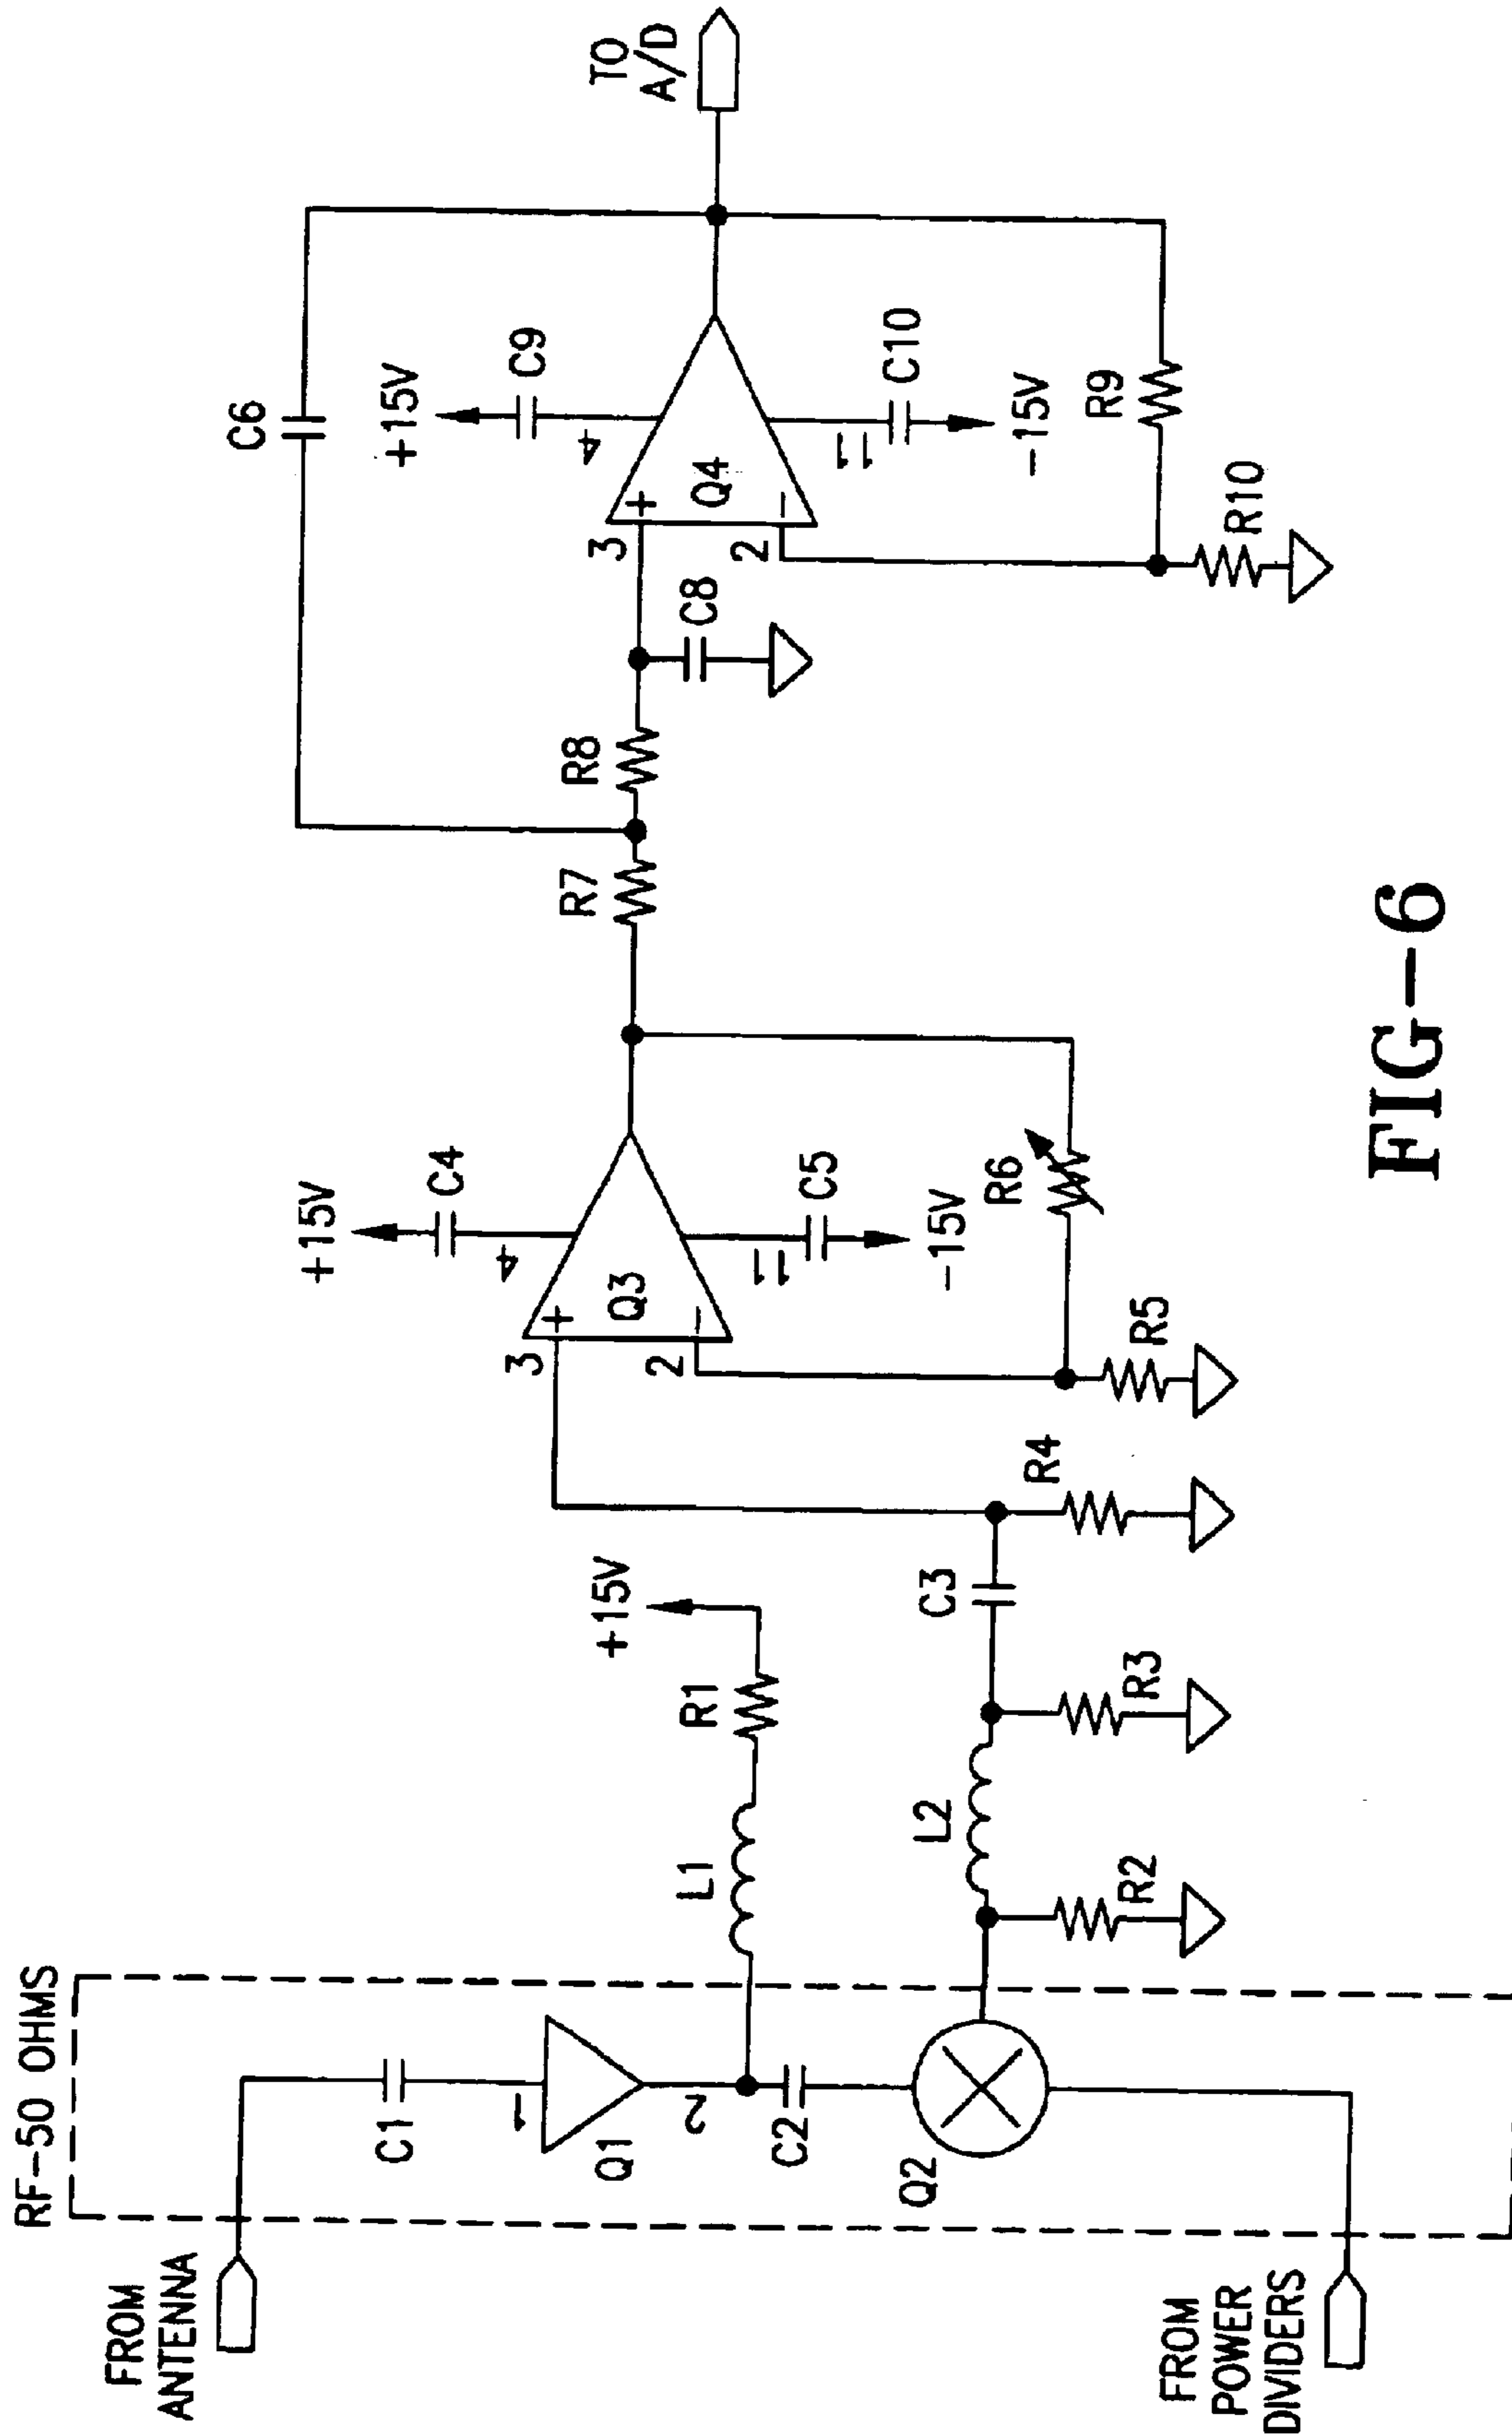 RF-50 OHMS
FROM
ANTENNA
C1
1
Q1
2
C2
Q2
FROM
POWER
DIVIDERS
L1
R1
+15V
R2
L2
R3
C3
R4
3
+
2
−
Q3
4
C4
+15V
11
C5
-15V
R5
R6
R7
R8
C6
C8
3
+
2
−
Q4
4
C9
+15V
11
C10
-15V
R10
R9
TO
A/D
FIG-6